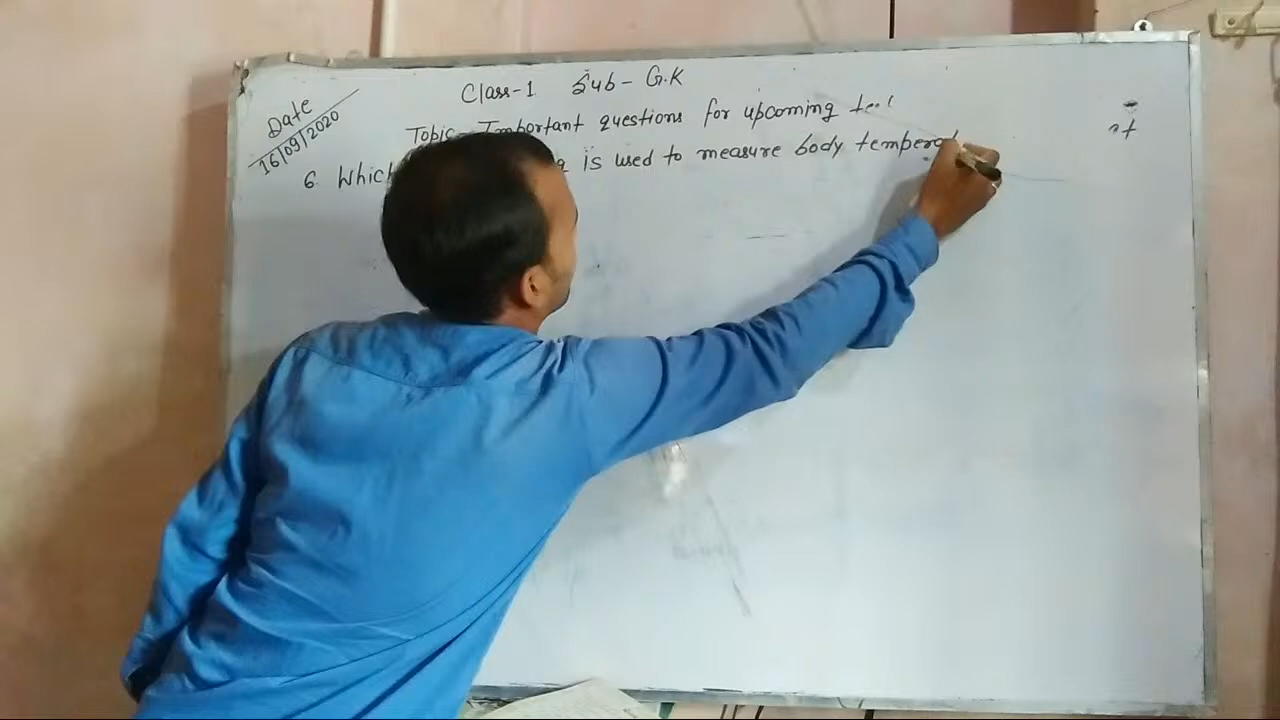 Class-1 Sub- G.K
Date
16/09/2020
Topic- Important questions for upcoming
6. Which is used to measure body temperat